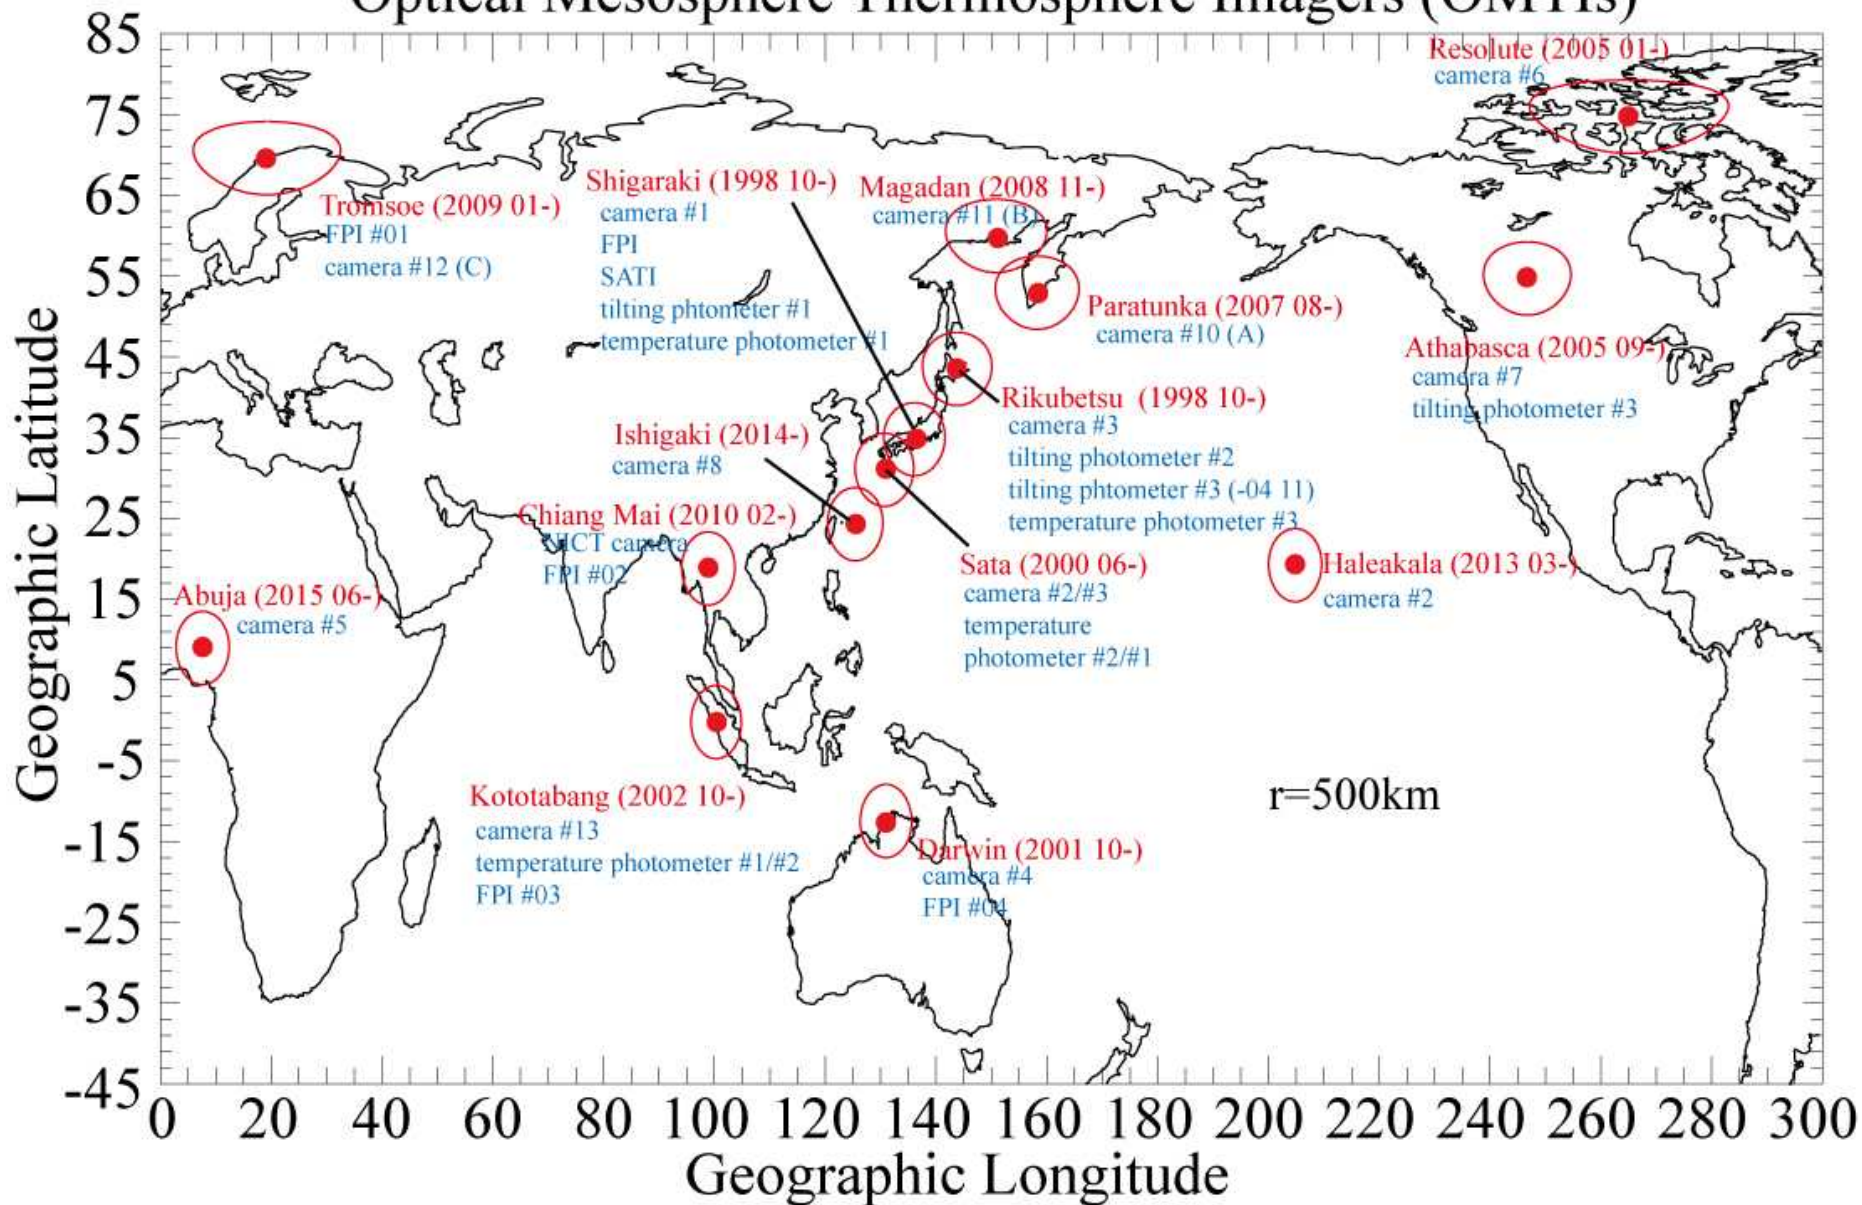 Optical Mesosphere Thermosphere Imagers (OMTIs)
85
75
65
55
45
35
25
15
5
-5
-15
-25
-35
-45
Geographic Latitude
Resolute (2005 01-)
camera #6
Tromsoe (2009 01-)
FPI #01
camera #12 (C)
Shigaraki (1998 10-)
camera #1
FPI
SATI
tilting phtometer #1
temperature photometer #1
Magadan (2008 11-)
camera #11 (B)
Paratunka (2007 08-)
camera #10 (A)
Athabasca (2005 09-)
camera #7
tilting photometer #3
Rikubetsu (1998 10-)
camera #3
tilting photometer #2
tilting phtometer #3 (-04 11)
temperature photometer #3
Ishigaki (2014-)
camera #8
Chiang Mai (2010 02-)
NICT camera
FPI #02
Sata (2000 06-)
camera #2/#3
temperature
photometer #2/#1
Haleakala (2013 03-)
camera #2
Abuja (2015 06-)
camera #5
Kototabang (2002 10-)
camera #13
temperature photometer #1/#2
FPI #03
Darwin (2001 10-)
camera #4
FPI #04
r=500km
0 20 40 60 80 100 120 140 160 180 200 220 240 260 280 300
Geographic Longitude